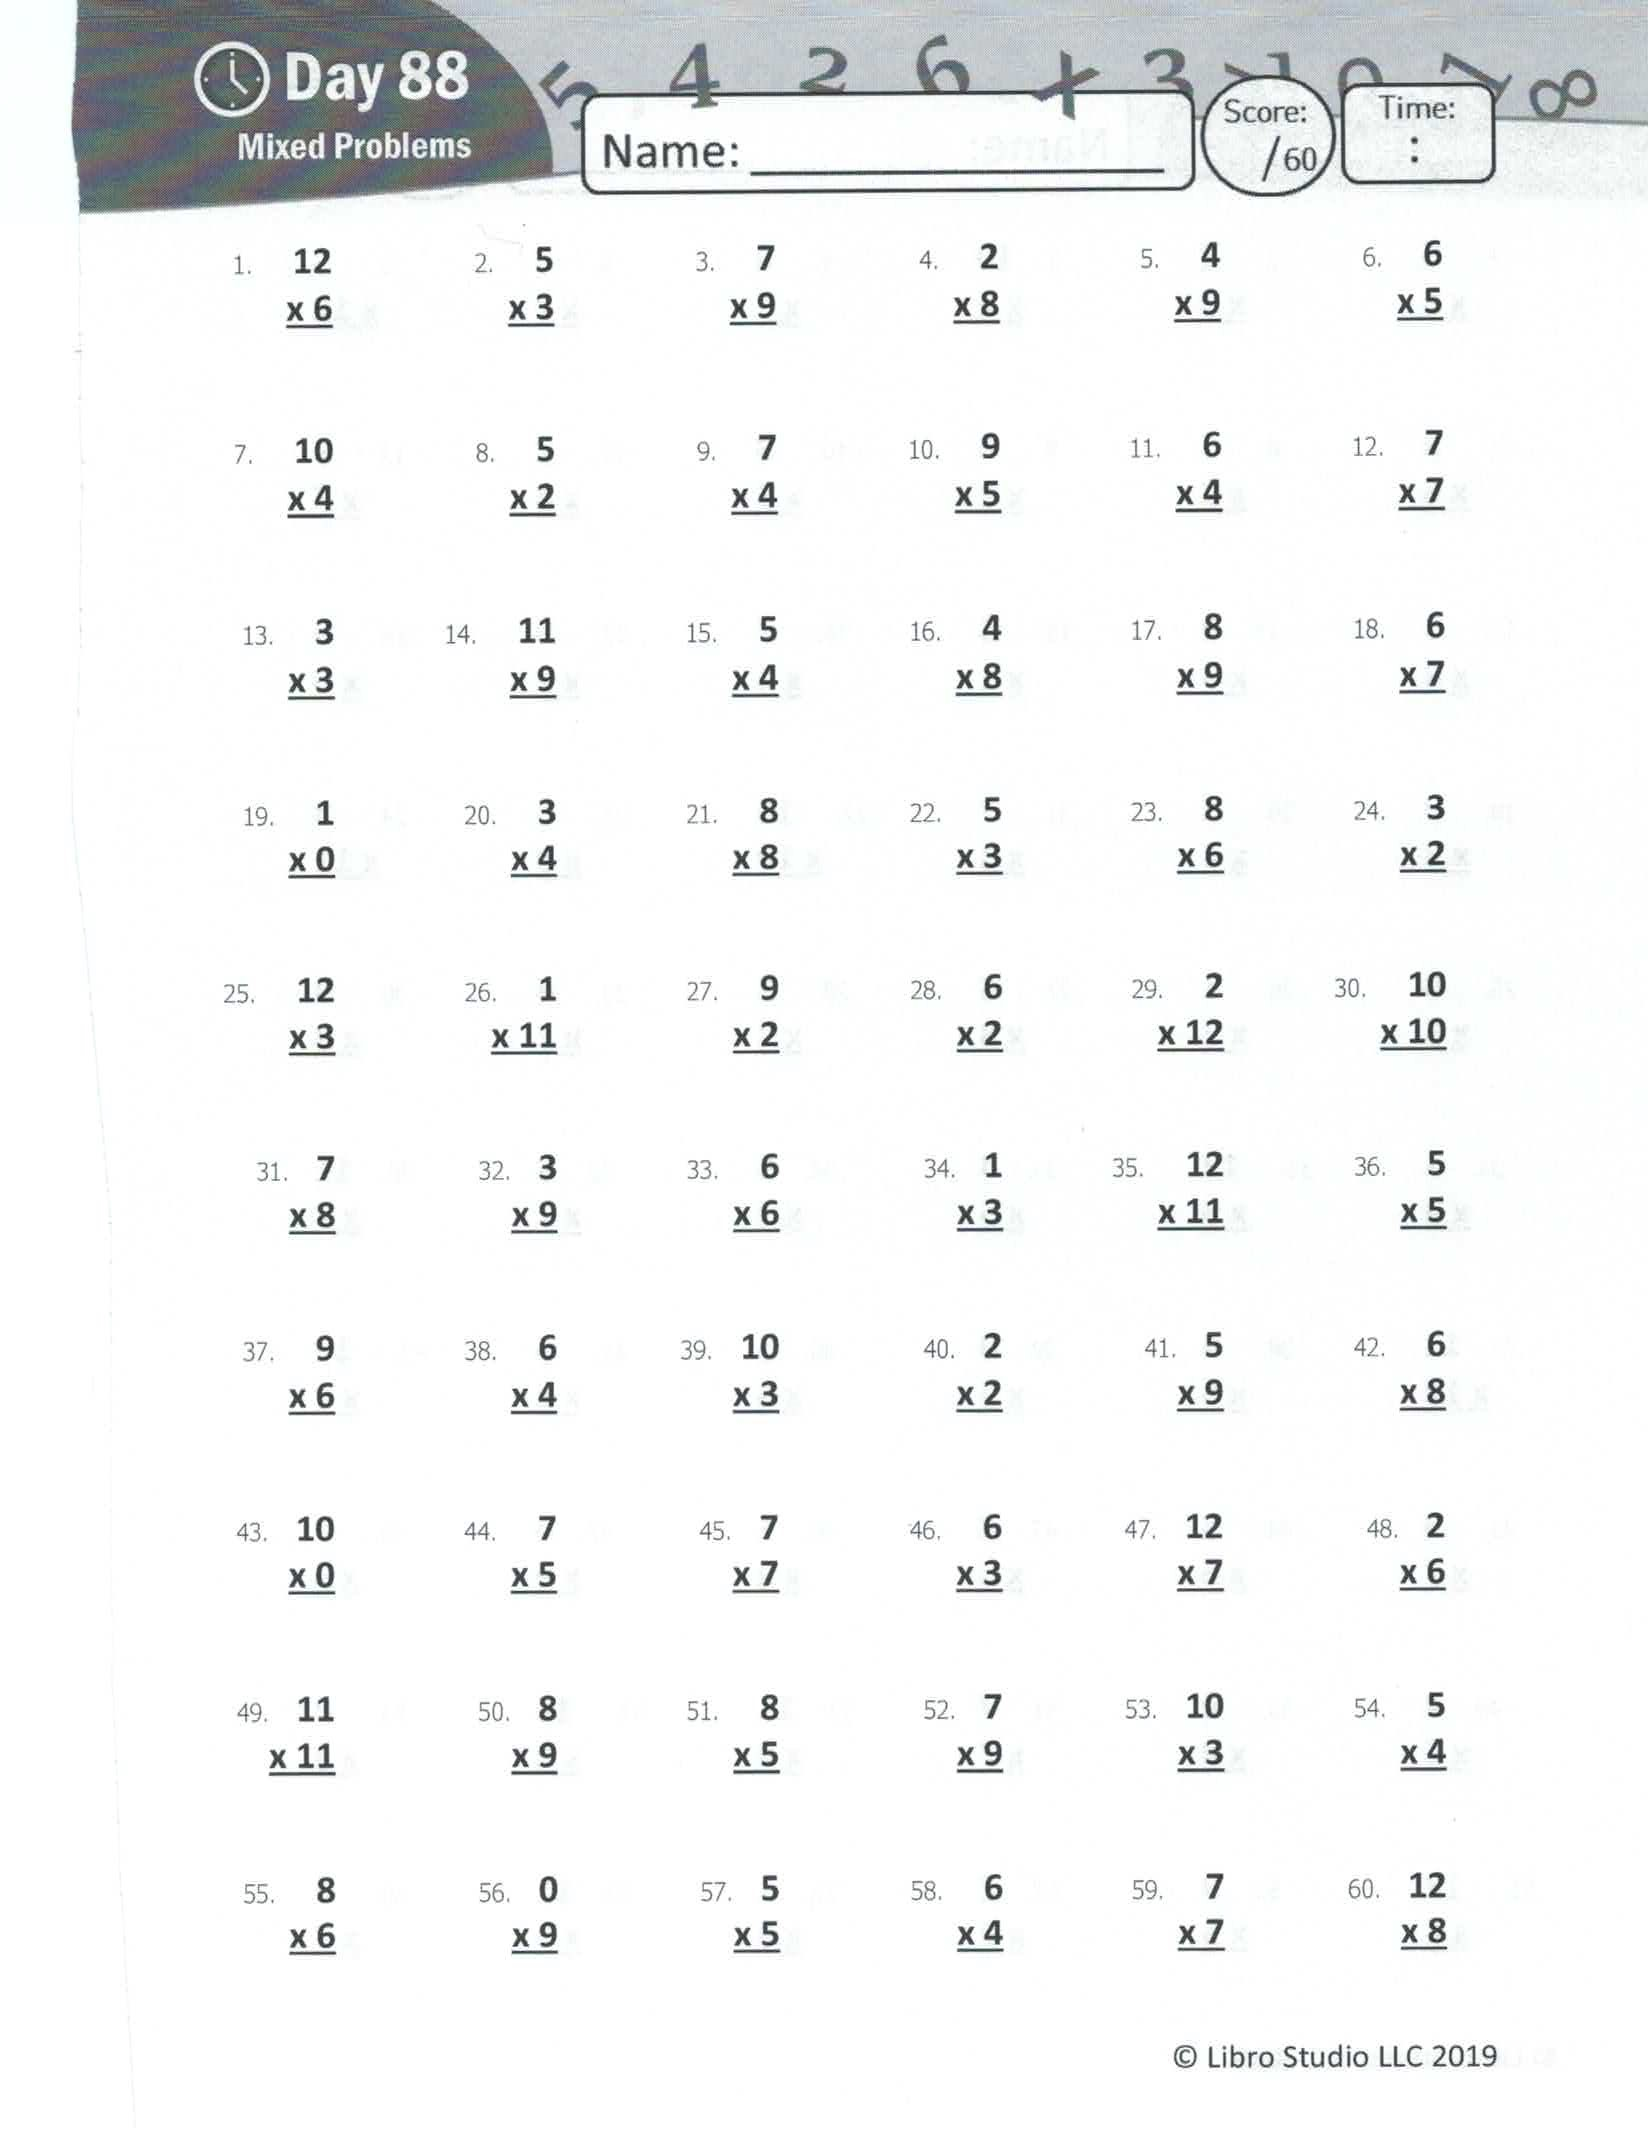 Day 88
Mixed Problems
5 4 2 6 x 3 8
Name:
Score:
/60
Time:
:
1. 12 2. 5 3. 7 4. 2 5. 4 6. 6
x 6 x 3 x 9 x 8 x 9 x 5
7. 10 8. 5 9. 7 10. 9 11. 6 12. 7
x 4 x 2 x 4 x 5 x 4 x 7
13. 3 14. 11 15. 5 16. 4 17. 8 18. 6
x 3 x 9 x 4 x 8 x 9 x 7
19. 1 20. 3 21. 8 22. 5 23. 8 24. 3
x 0 x 4 x 8 x 3 x 6 x 2
25. 12 26. 1 27. 9 28. 6 29. 2 30. 10
x 3 x 11 x 2 x 2 x 12 x 10
31. 7 32. 3 33. 6 34. 1 35. 12 36. 5
x 8 x 9 x 6 x 3 x 11 x 5
37. 9 38. 6 39. 10 40. 2 41. 5 42. 6
x 6 x 4 x 3 x 2 x 9 x 8
43. 10 44. 7 45. 7 46. 6 47. 12 48. 2
x 0 x 5 x 7 x 3 x 7 x 6
49. 11 50. 8 51. 8 52. 7 53. 10 54. 5
x 11 x 9 x 5 x 9 x 3 x 4
55. 8 56. 0 57. 5 58. 6 59. 7 60. 12
x 6 x 9 x 5 x 4 x 7 x 8
© Libro Studio LLC 2019